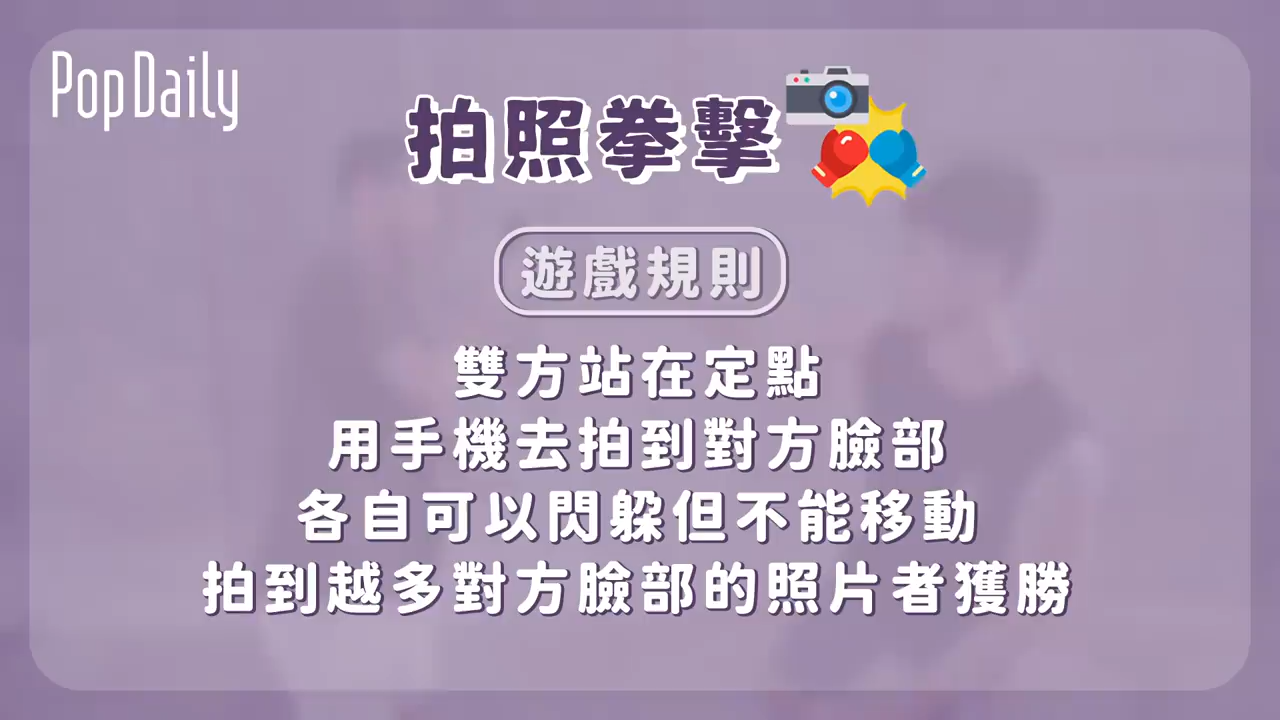 PopDaily
拍照拳擊
遊戲規則
雙方站在定點
用手機去拍到對方臉部
各自可以閃躲但不能移動
拍到越多對方臉部的照片者獲勝